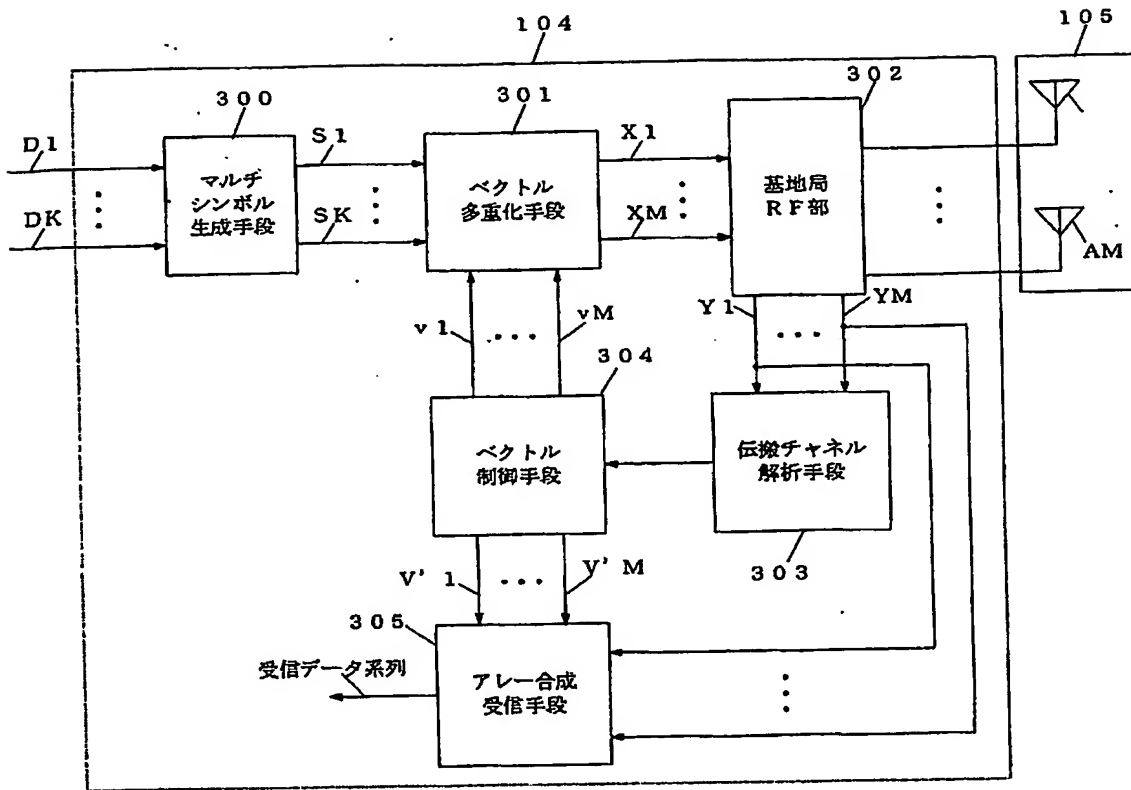 104
105
300
301
302
D1
DK
マルチ
シンボル
生成手段
S1
SK
ベクトル
多重化手段
X1
XM
基地局
RF部
AM
v1
vM
Y1
YM
304
ベクトル
制御手段
伝搬チャネル
解析手段
303
V' 1
V' M
305
受信データ系列
アレー合成
受信手段